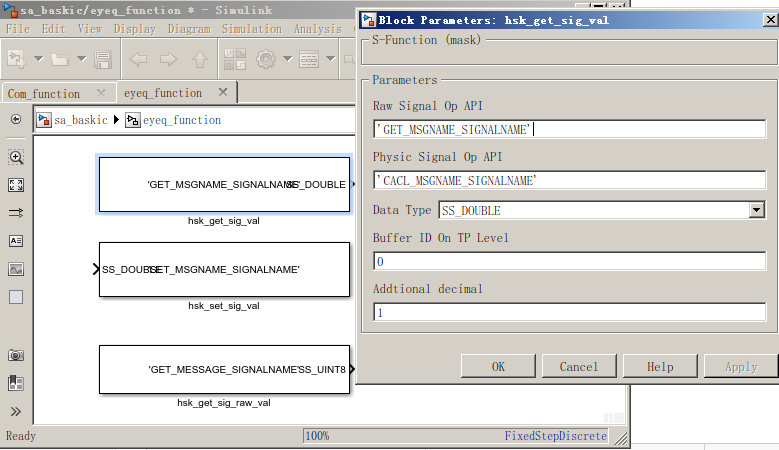 sa_baskic/eyeq_function * - Simulink
File Edit View Display Diagram Simulation Analysis
Com_function
eyeq_function
sa_baskic
eyeq_function
'GET_MSGNAME_SIGNALNAME'
SS_DOUBLE
hsk_get_sig_val
SS_DOUBLE
'SET_MSGNAME_SIGNALNAME'
hsk_set_sig_val
'GET_MESSAGE_SIGNALNAME'
SS_UINT8
hsk_get_sig_raw_val
Ready
100%
FixedStepDiscrete
Block Parameters: hsk_get_sig_val
S-Function (mask)
Parameters
Raw Signal Op API
'GET_MSGNAME_SIGNALNAME'
Physic Signal Op API
'CACL_MSGNAME_SIGNALNAME'
Data Type SS_DOUBLE
Buffer ID On TP Level
0
Addtional decimal
1
OK Cancel Help Apply